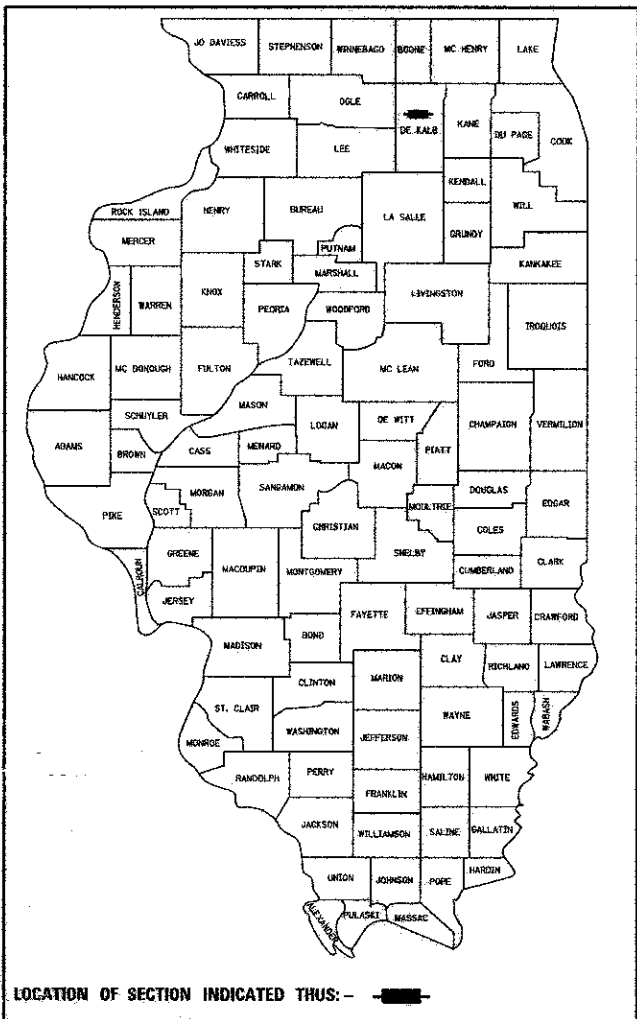 JO DAVIESS
STEPHENSON
WINNEBAGO
BOONE
MC HENRY
LAKE
CARROLL
OGLE
DE KALB
KANE
DU PAGE
COOK
WHITESIDE
LEE
KENDALL
WILL
ROCK ISLAND
HENRY
BUREAU
LA SALLE
GRUNDY
MERCER
PUTNAM
STARK
MARSHALL
KANKAKEE
HENDERSON
WARREN
KNOX
PEORIA
WOODFORD
LIVINGSTON
IROQUOIS
HANCOCK
MC DONOUGH
FULTON
TAZEWELL
MC LEAN
FORD
MASON
SCHUYLER
LOGAN
DE WITT
CHAMPAIGN
VERMILION
ADAMS
BROWN
CASS
MENARD
MACON
PIATT
PIKE
SCOTT
MORGAN
SANGAMON
MOULTRIE
DOUGLAS
EDGAR
CHRISTIAN
COLES
GREENE
SHELBY
CALHOUN
MACOUPIN
MONTGOMERY
CUMBERLAND
CLARK
JERSEY
FAYETTE
EFFINGHAM
JASPER
CRAWFORD
MADISON
BOND
CLAY
RICHLAND
LAWRENCE
CLINTON
MARION
ST. CLAIR
WAYNE
EDWARDS
WABASH
MONROE
WASHINGTON
JEFFERSON
RANDOLPH
PERRY
HAMILTON
WHITE
FRANKLIN
JACKSON
WILLIAMSON
SALINE
GALLATIN
UNION
JOHNSON
POPE
HARDIN
ALEXANDER
PULASKI
MASSAC
LOCATION OF SECTION INDICATED THUS:-